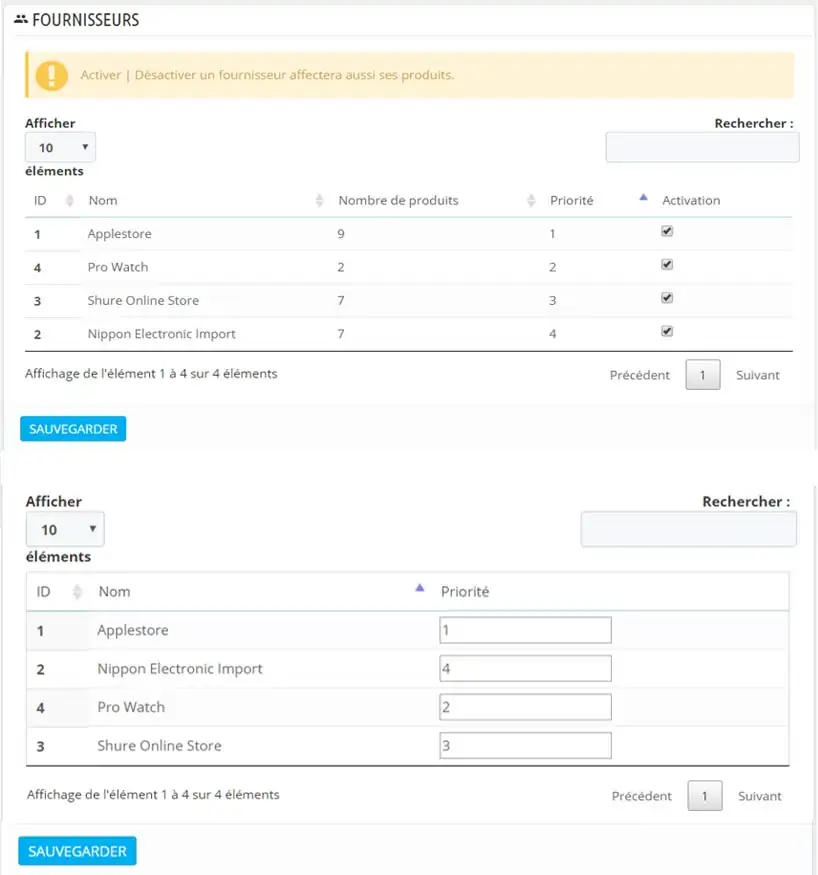 FOURNISSEURS
Activer | Désactiver un fournisseur affectera aussi ses produits.
Afficher Rechercher :
10
éléments
ID Nom Nombre de produits Priorité Activation
1 Applestore 9 1
4 Pro Watch 2 2
3 Shure Online Store 7 3
2 Nippon Electronic Import 7 4
Affichage de l'élément 1 à 4 sur 4 éléments Précédent 1 Suivant
SAUVEGARDER
Afficher Rechercher :
10
éléments
ID Nom Priorité
1 Applestore 1
2 Nippon Electronic Import 4
4 Pro Watch 2
3 Shure Online Store 3
Affichage de l'élément 1 à 4 sur 4 éléments Précédent 1 Suivant
SAUVEGARDER